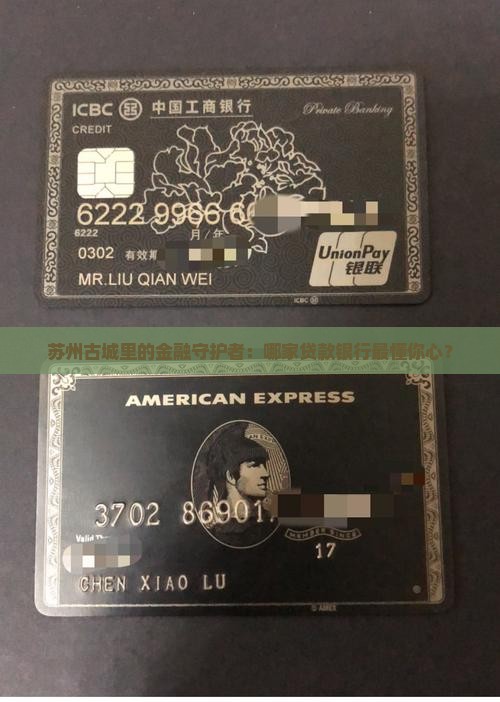 ICBC 中国工商银行 Private Banking
CREDIT
6222 9966 6
6222
月/年
0302 有效期
UnionPay
银联
MR.LIU QIAN WEI
ICBC
苏州古城里的金融守护者：哪家贷款银行最懂你心？
AMERICAN EXPRESS
3702 86901
Valid Th
MEMBER SINCE
17
CHEN XIAO LU
© AMEX